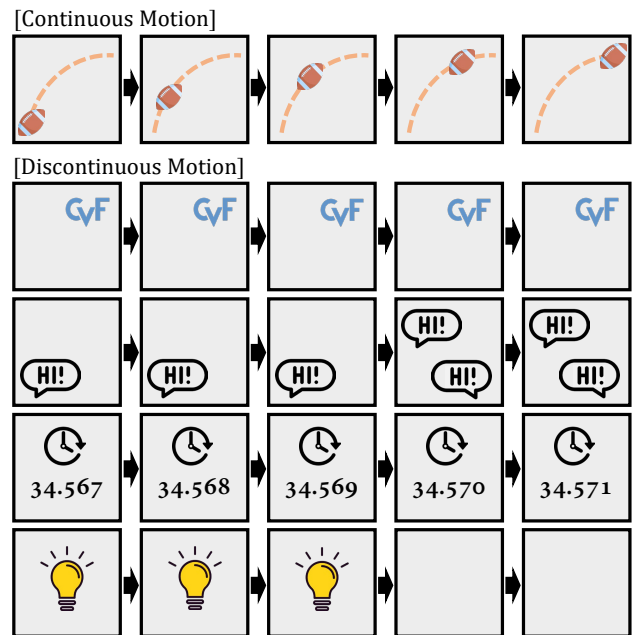 [Continuous Motion]
[Discontinuous Motion]
CVF CVF CVF CVF CVF
HI! HI!
HI! HI! HI! HI! HI!
34.567 34.568 34.569 34.570 34.571